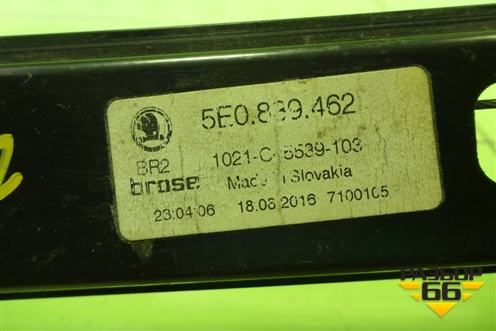 5E0.839.462
BR2
1021-C-5539-103
brose
Made in Slovakia
23:04:06 18.08.2016 7100105
РАЗБОР
66